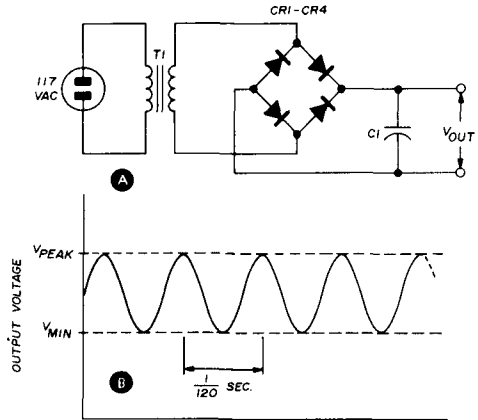 CR1-CR4
T1
117
VAC
C1
VOUT
A
VPEAK
OUTPUT VOLTAGE
VMIN
B
1/120 SEC.